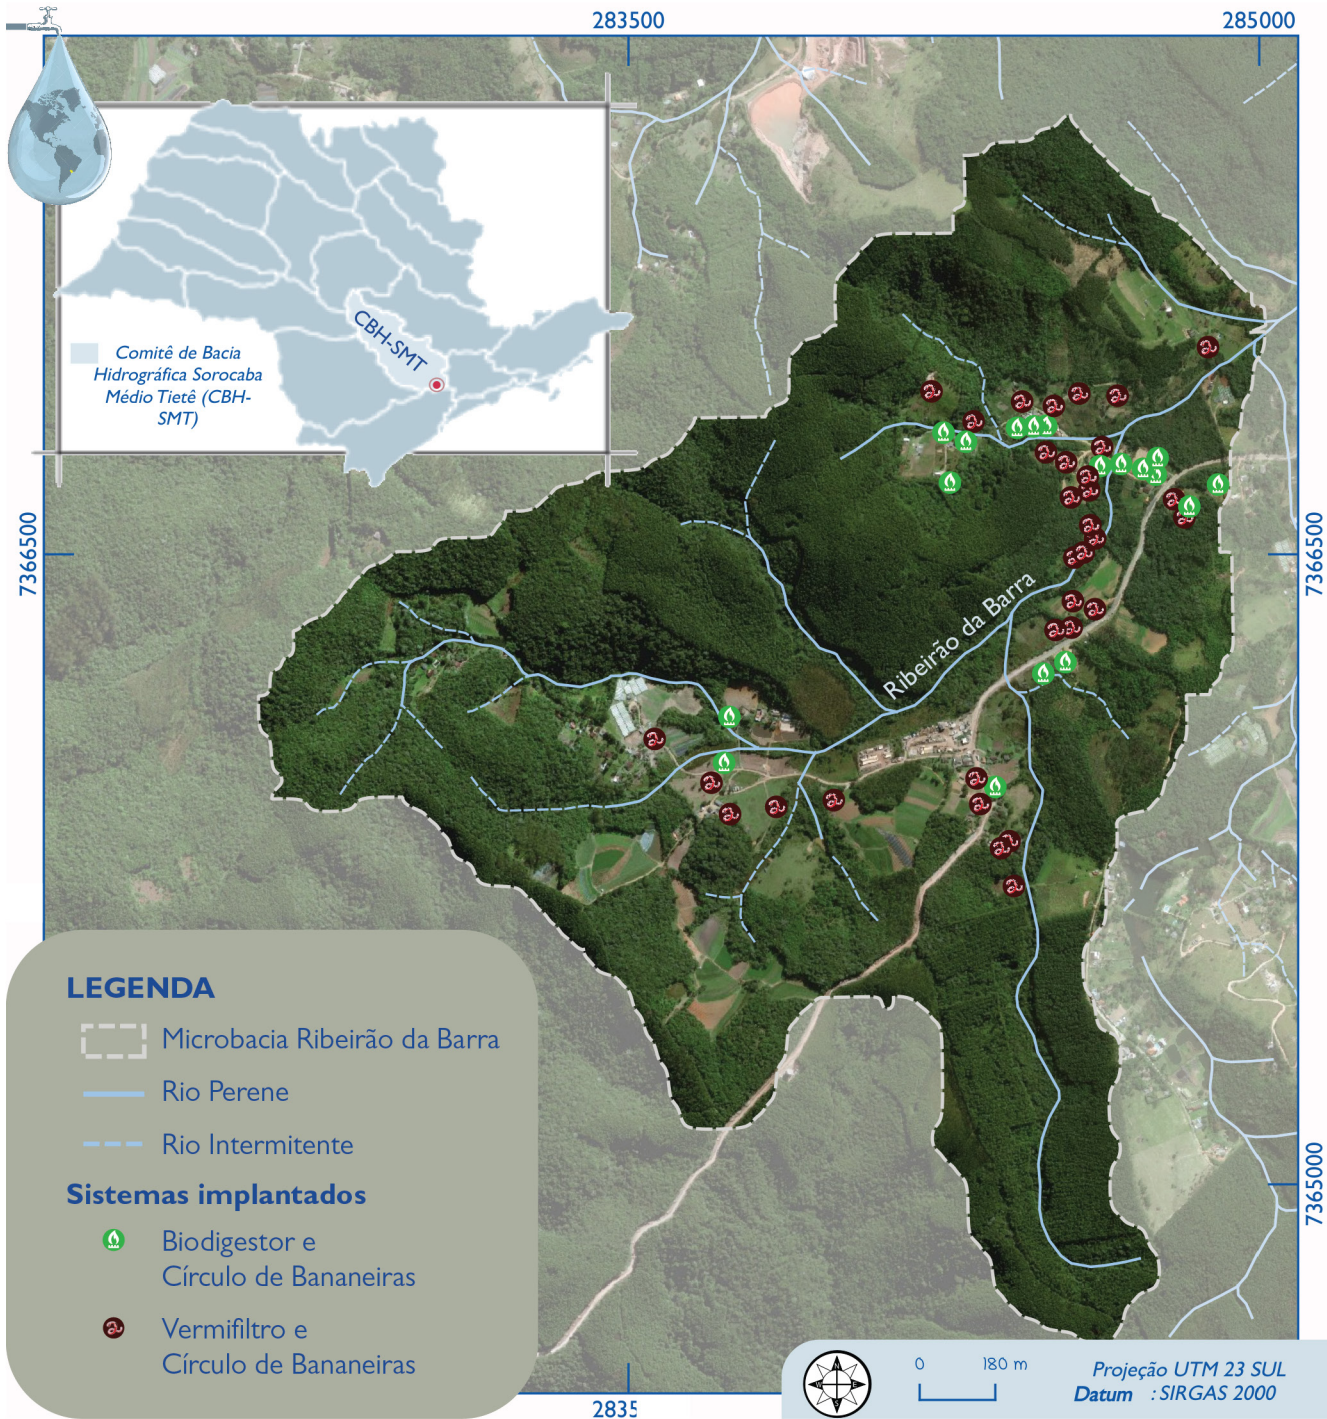 283500
285000
CBH-SMT
Comitê de Bacia
Hidrográfica Sorocaba
Médio Tietê (CBH-
SMT)
7366500
7366500
Ribeirão da Barra
LEGENDA
Microbacia Ribeirão da Barra
Rio Perene
Rio Intermitente
Sistemas implantados
Biodigestor e
Círculo de Bananeiras
Vermifiltro e
Círculo de Bananeiras
7365000
N
W E
S
0 180 m
Projeção UTM 23 SUL
Datum : SIRGAS 2000
2835